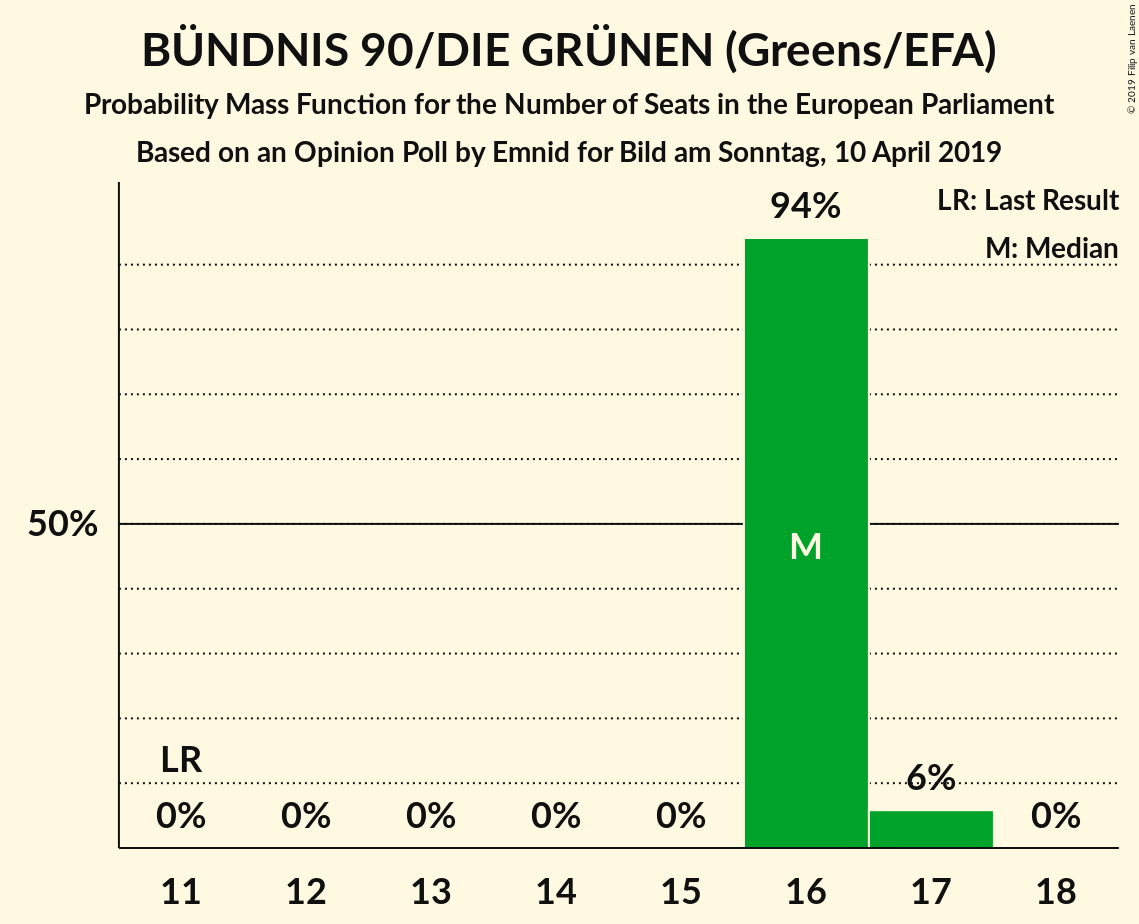 BÜNDNIS 90/DIE GRÜNEN (Greens/EFA)
Probability Mass Function for the Number of Seats in the European Parliament
Based on an Opinion Poll by Emnid for Bild am Sonntag, 10 April 2019
© 2019 Filip van Laenen
LR: Last Result
M: Median
94%
50%
M
LR
6%
0% 0% 0% 0% 0% 0%
11 12 13 14 15 16 17 18